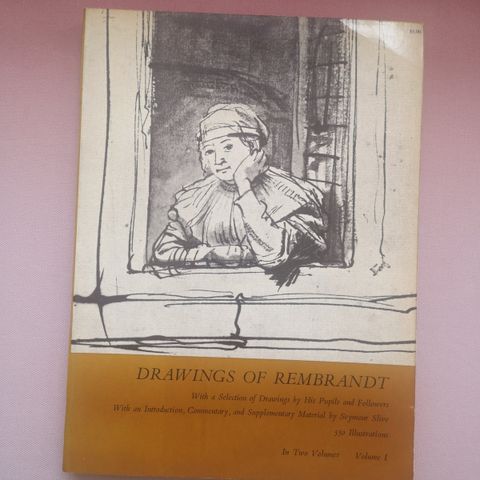 DRAWINGS OF REMBRANDT
With a Selection of Drawings by His Pupils and Followers
With an Introduction, Commentary, and Supplementary Material by Seymour Slive
550 Illustrations
In Two Volumes Volume I